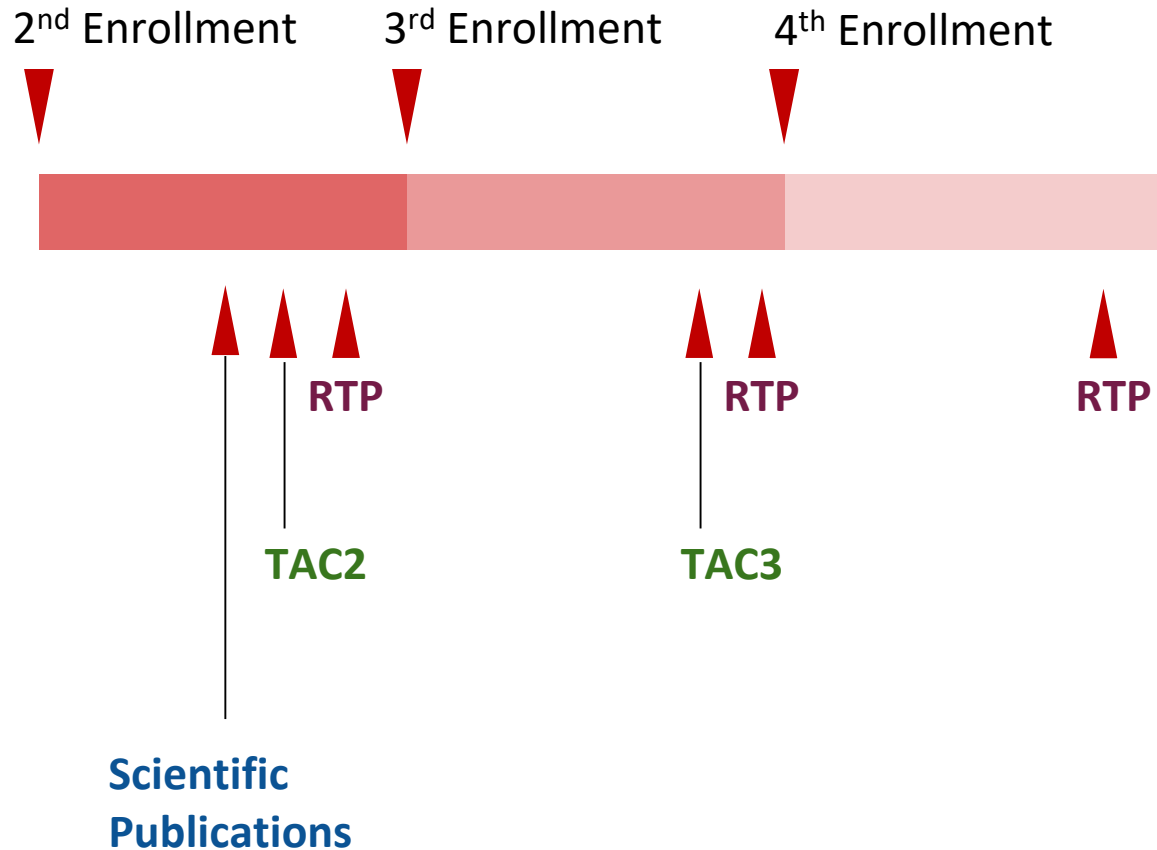 2nd Enrollment
3rd Enrollment
4th Enrollment
RTP
RTP
RTP
TAC2
TAC3
Scientific
Publications